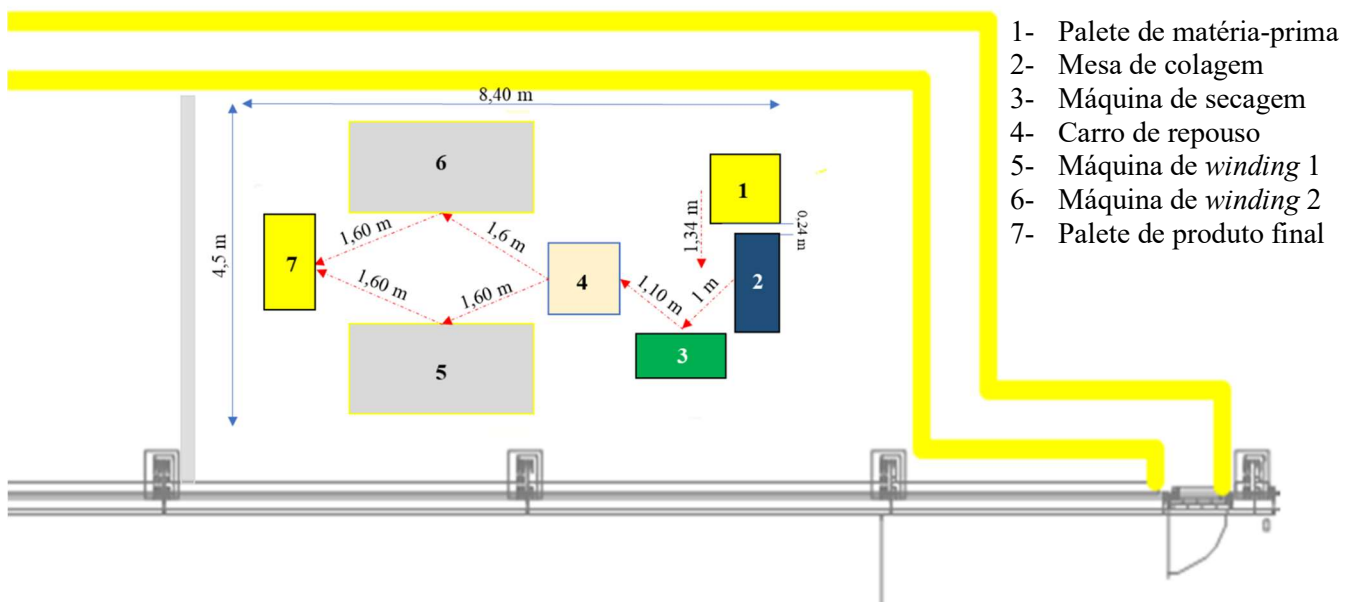 1- Palete de matéria-prima
2- Mesa de colagem
3- Máquina de secagem
4- Carro de repouso
5- Máquina de winding 1
6- Máquina de winding 2
7- Palete de produto final
8,40 m
4,5 m
6
1
1,34 m
0,24 m
1,60 m
1,6 m
7
4
2
1,60 m
1,60 m
1,10 m
1 m
3
5